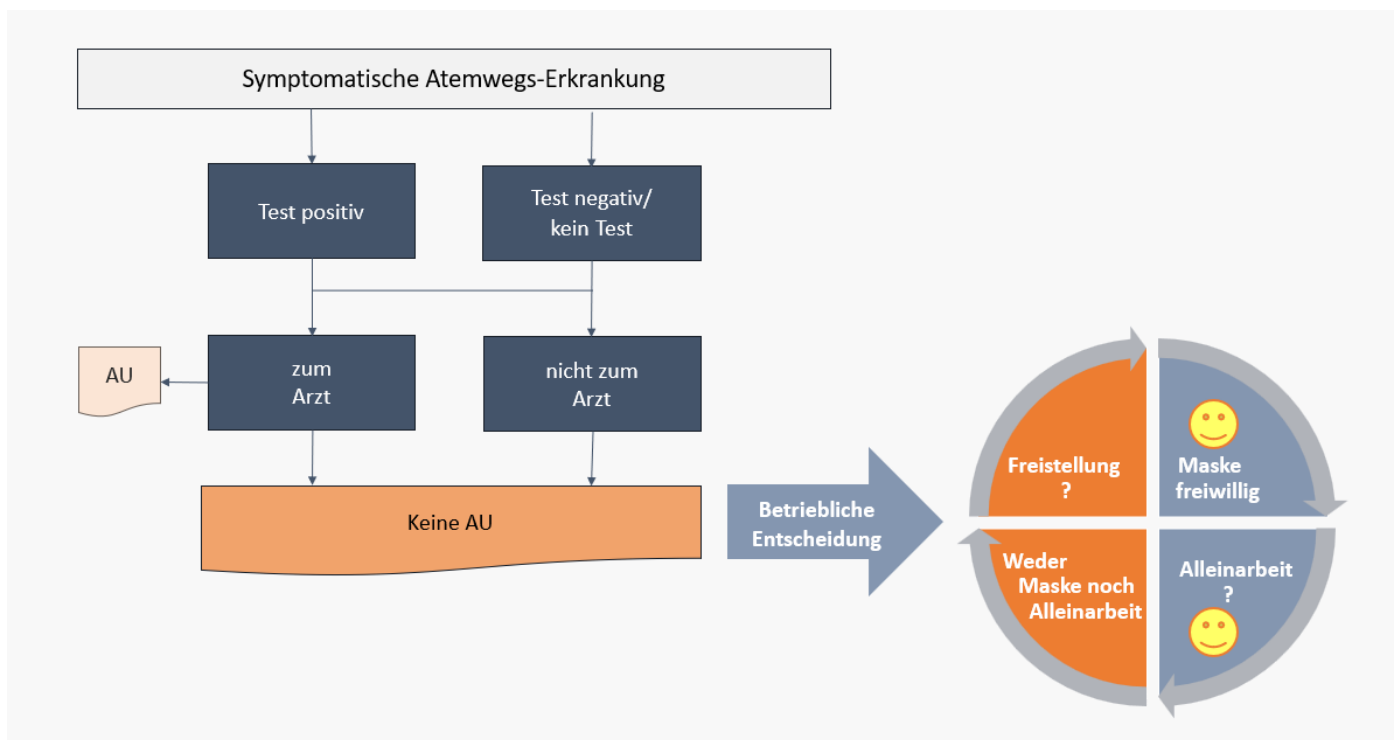 Symptomatische Atemwegs-Erkrankung
Test positiv
Test negativ/
kein Test
AU
zum
Arzt
nicht zum
Arzt
Keine AU
Betriebliche
Entscheidung
Freistellung
?
Maske
freiwillig
Weder
Maske noch
Alleinarbeit
Alleinarbeit
?